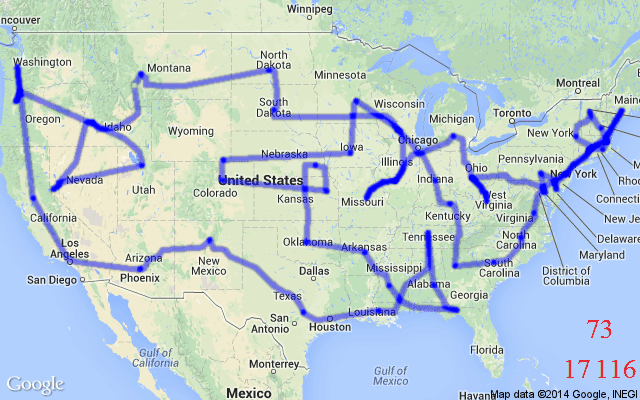 Winnipeg
ancouver
Washington
North
Dakota
Montana
Minnesota
Montreal
Maine
Oregon
Idaho
South
Dakota
Wisconsin
Michigan
Toronto
New York
Wyoming
Chicago
Iowa
Nebraska
Illinois
Ohio
Pennsylvania
New York
Nevada
Utah
Colorado
United States
Kansas
Indiana
Missouri
West
Virginia
Kentucky
Virginia
Connecticut
California
Tennessee
New Jersey
Delaware
Maryland
Los
Angeles
Arizona
Oklahoma
Arkansas
North
Carolina
San Diego
Phoenix
New
Mexico
Dallas
Mississippi
Alabama
South
Carolina
District of
Columbia
Georgia
Texas
San
Antonio
Houston
Louisiana
73
Gulf of
California
Monterrey
Florida
17 116
Gulf of
Mexico
Google
Mexico
Havana
Map data ©2014 Google, INEGI